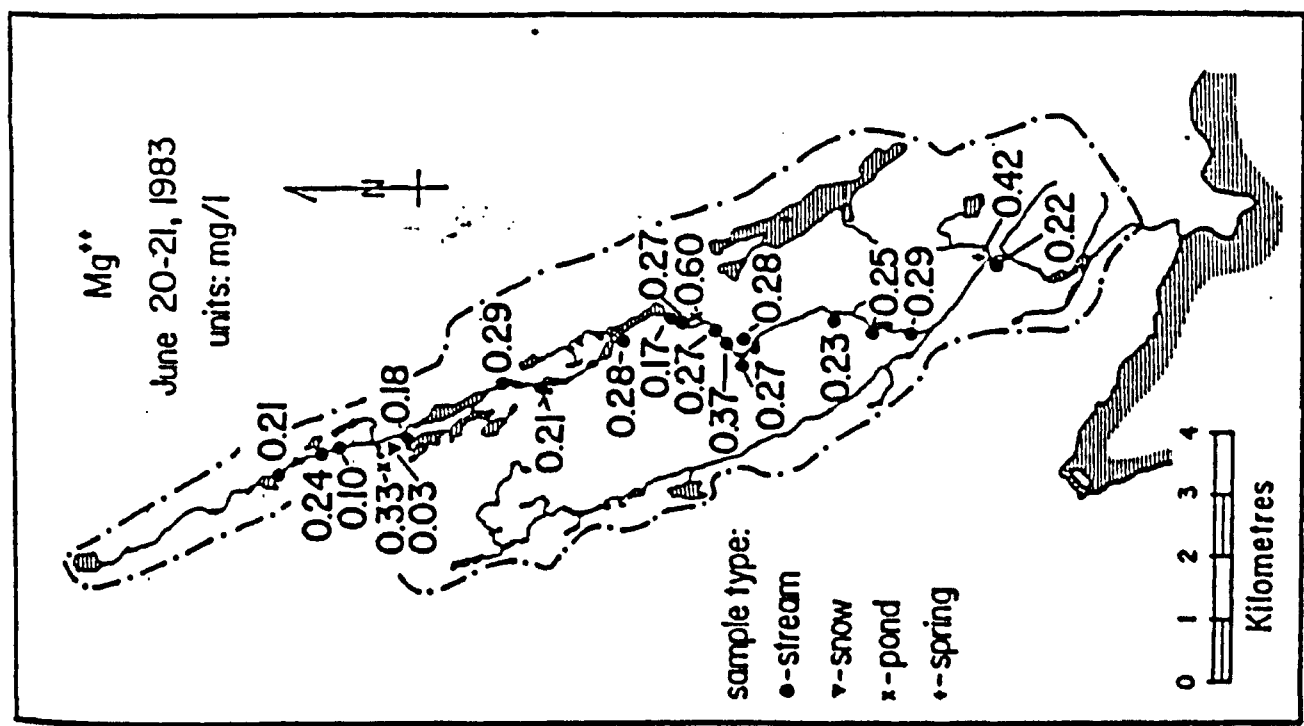 Mg++
June 20-21, 1983
units: mg/l
N
0.21
0.24
0.10
0.33
0.03
0.18
0.29
0.21
0.28
0.17
0.27
0.60
0.27
0.37
0.27
0.28
0.23
0.25
0.29
0.42
0.22
sample type:
●-stream
▼-snow
x-pond
+-spring
0 1 2 3 4
Kilometres